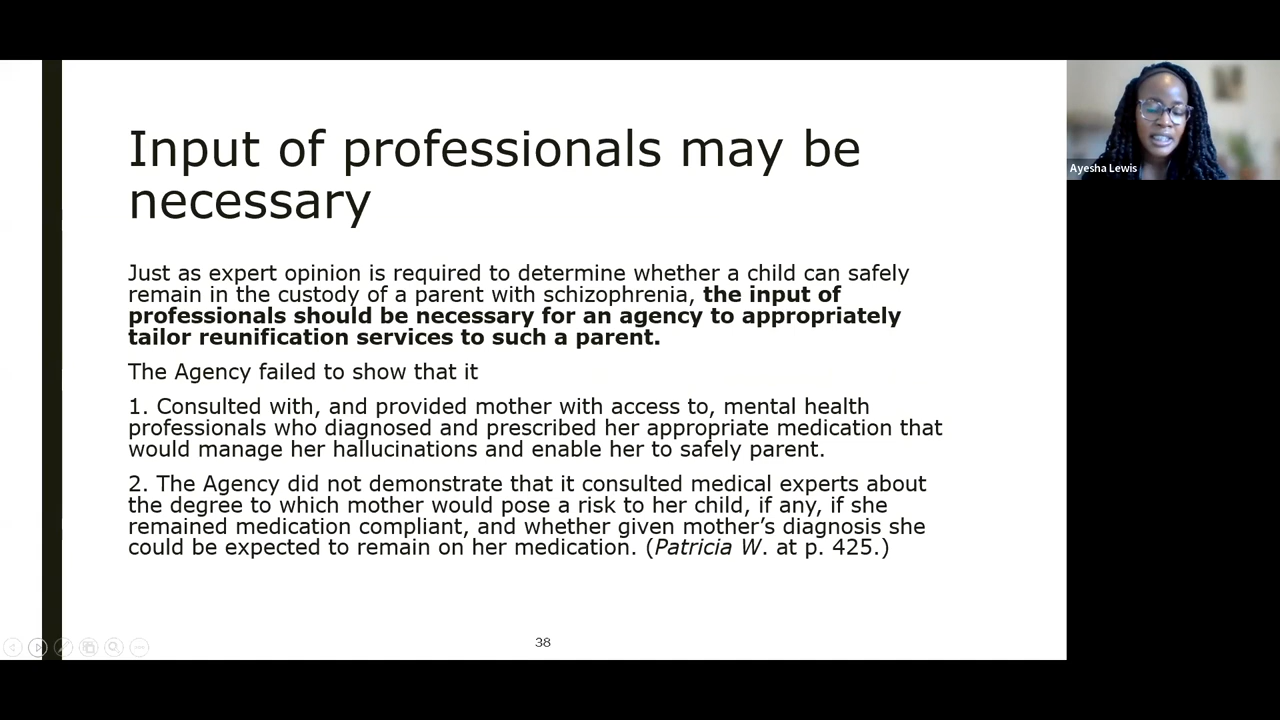 Input of professionals may be
necessary
Just as expert opinion is required to determine whether a child can safely
remain in the custody of a parent with schizophrenia, the input of
professionals should be necessary for an agency to appropriately
tailor reunification services to such a parent.
The Agency failed to show that it
1. Consulted with, and provided mother with access to, mental health
professionals who diagnosed and prescribed her appropriate medication that
would manage her hallucinations and enable her to safely parent.
2. The Agency did not demonstrate that it consulted medical experts about
the degree to which mother would pose a risk to her child, if any, if she
remained medication compliant, and whether given mother’s diagnosis she
could be expected to remain on her medication. (Patricia W. at p. 425.)
38
Ayesha Lewis